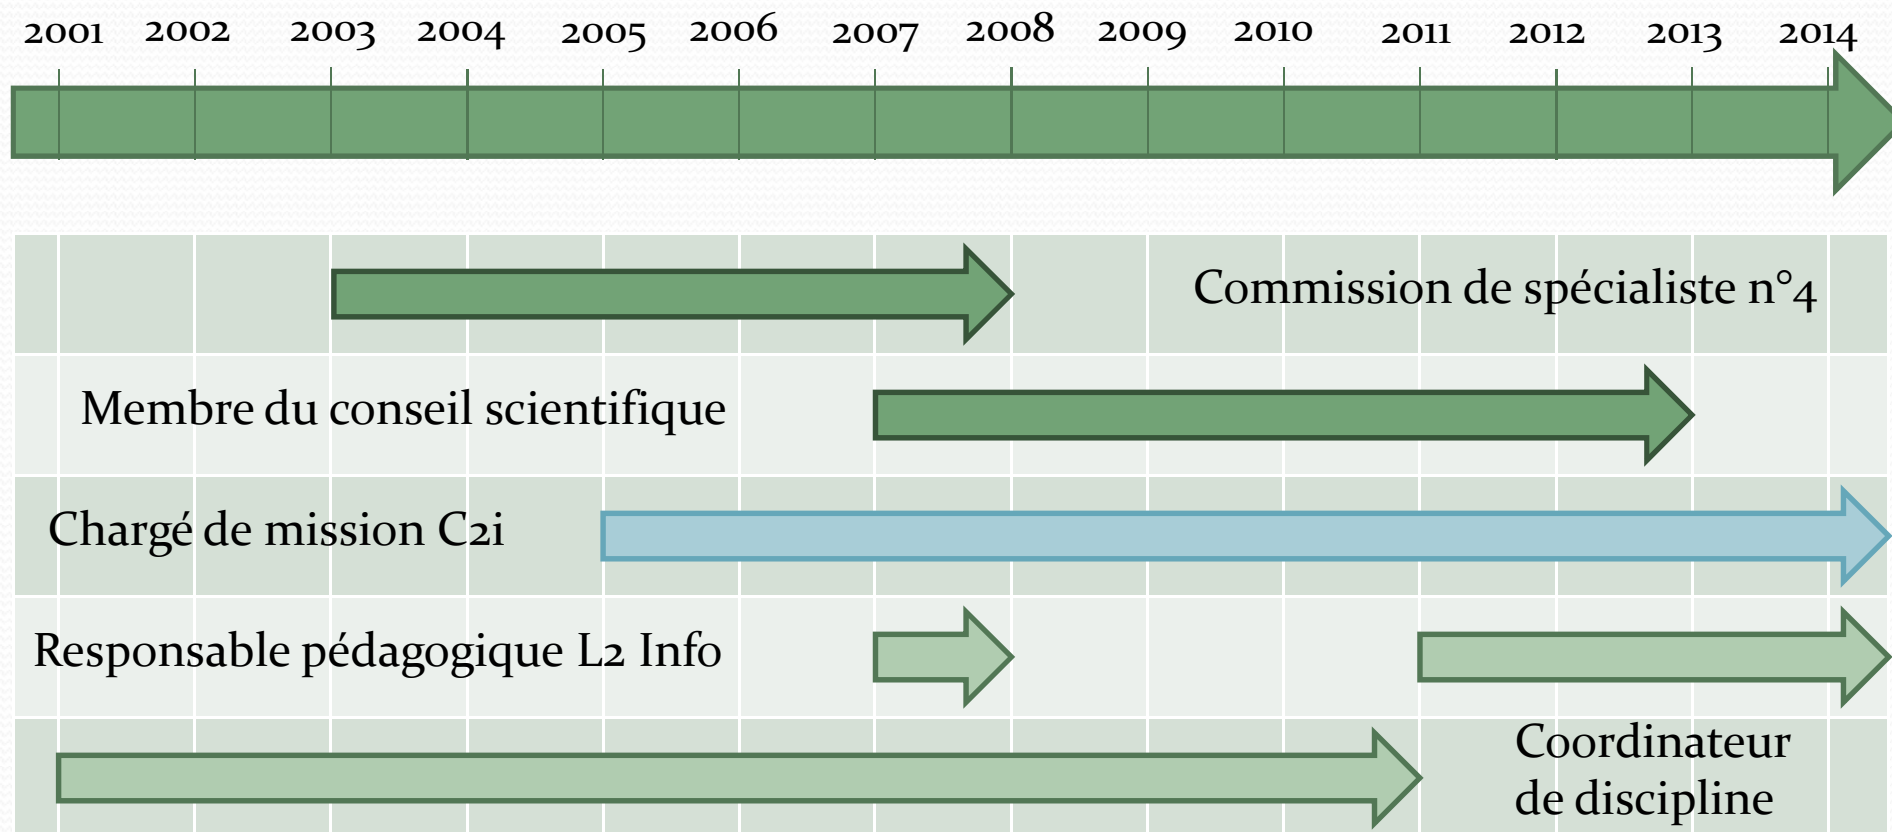 2001 2002 2003 2004 2005 2006 2007 2008 2009 2010 2011 2012 2013 2014
Commission de spécialiste n°4
Membre du conseil scientifique
Chargé de mission C2i
Responsable pédagogique L2 Info
Coordinateur
de discipline